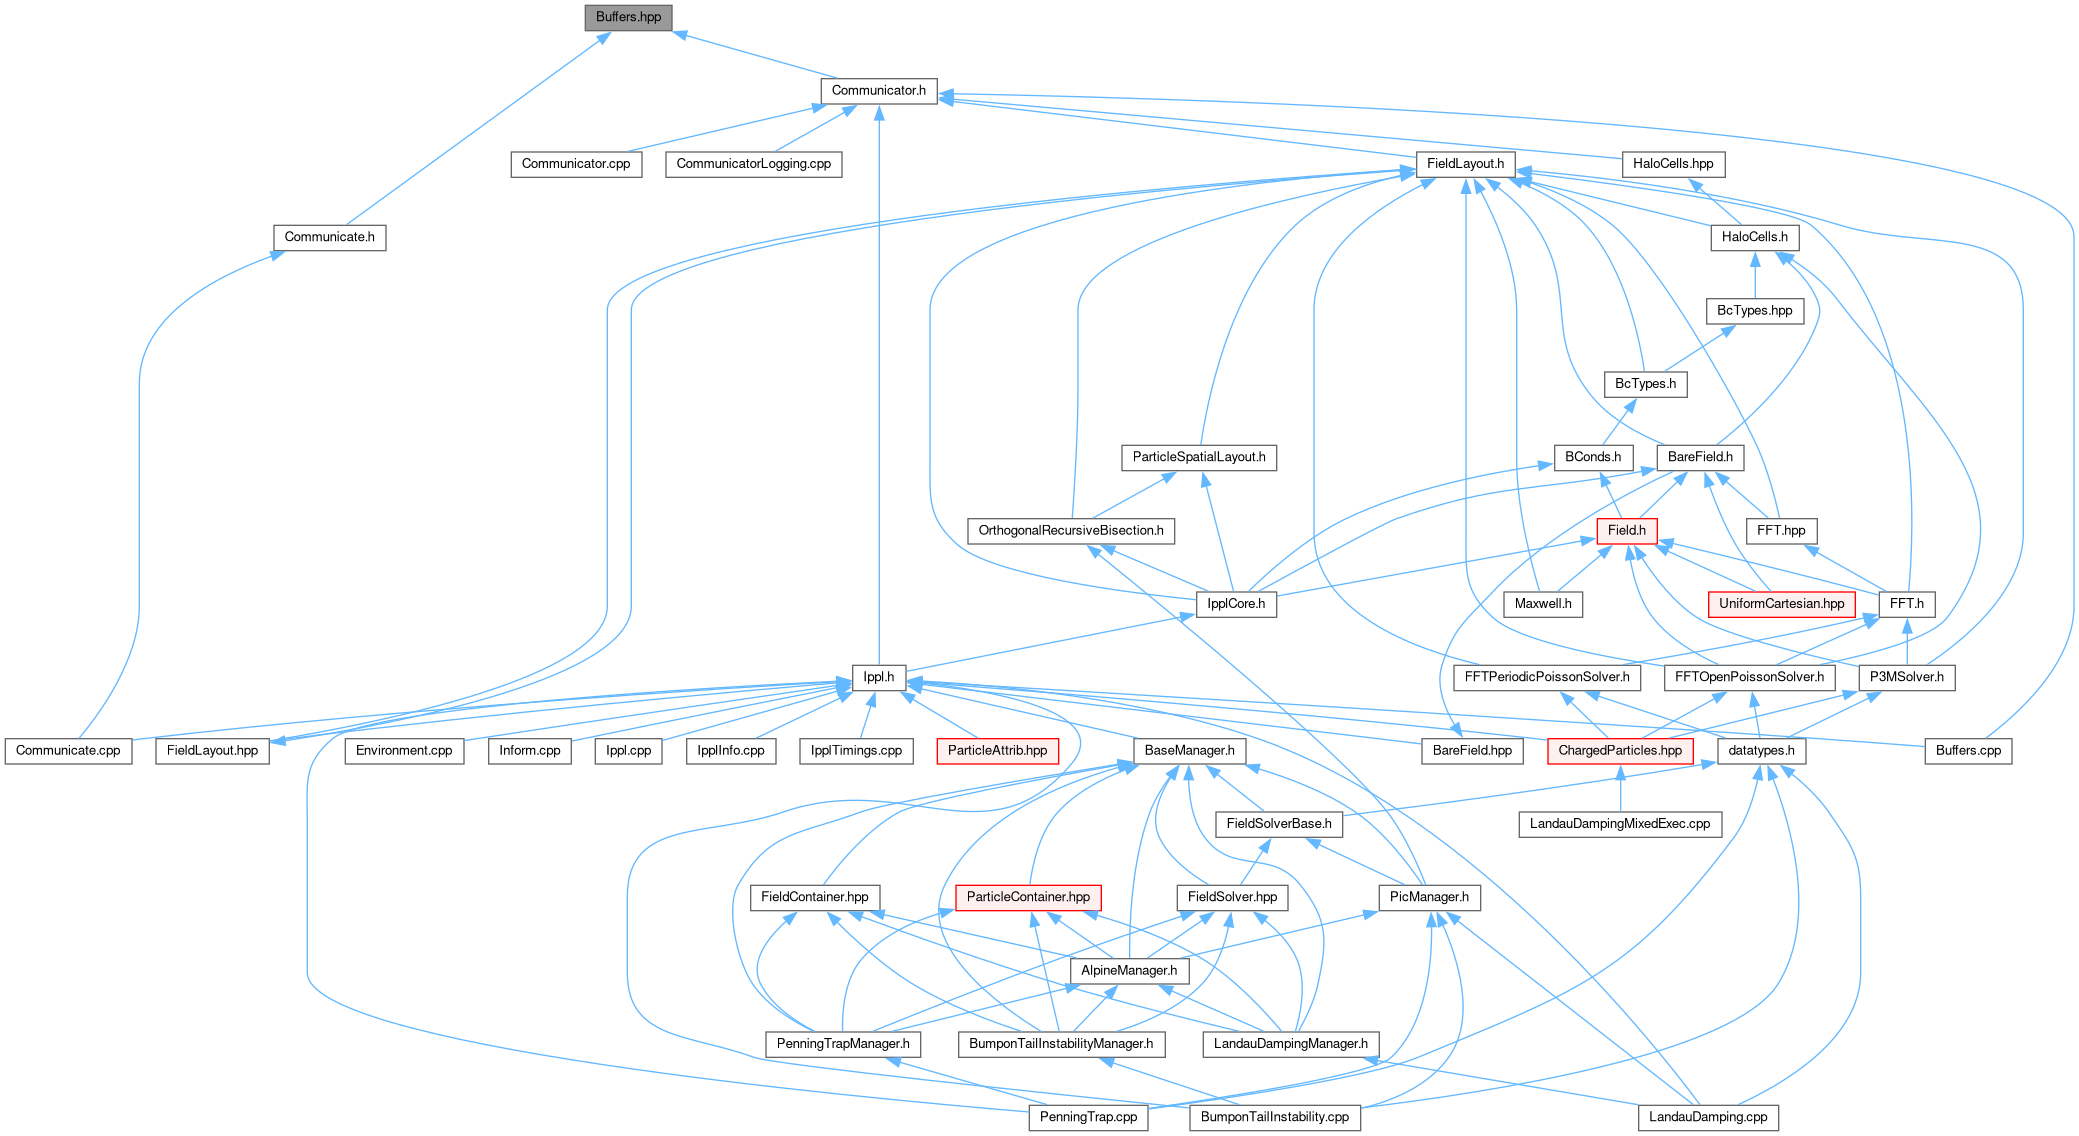 Buffers.hpp
Communicator.h
Communicator.cpp
CommunicatorLogging.cpp
FieldLayout.h
HaloCells.hpp
Communicate.h
HaloCells.h
BcTypes.hpp
BcTypes.h
ParticleSpatialLayout.h
BConds.h
BareField.h
OrthogonalRecursiveBisection.h
Field.h
FFT.hpp
IpplCore.h
Maxwell.h
UniformCartesian.hpp
FFT.h
Ippl.h
FFTPeriodicPoissonSolver.h
FFTOpenPoissonSolver.h
P3MSolver.h
Communicate.cpp
FieldLayout.hpp
Environment.cpp
Inform.cpp
Ippl.cpp
IpplInfo.cpp
IpplTimings.cpp
ParticleAttrib.hpp
BaseManager.h
BareField.hpp
ChargedParticles.hpp
datatypes.h
Buffers.cpp
FieldSolverBase.h
LandauDampingMixedExec.cpp
FieldContainer.hpp
ParticleContainer.hpp
FieldSolver.hpp
PicManager.h
AlpineManager.h
PenningTrapManager.h
BumponTailInstabilityManager.h
LandauDampingManager.h
PenningTrap.cpp
BumponTailInstability.cpp
LandauDamping.cpp